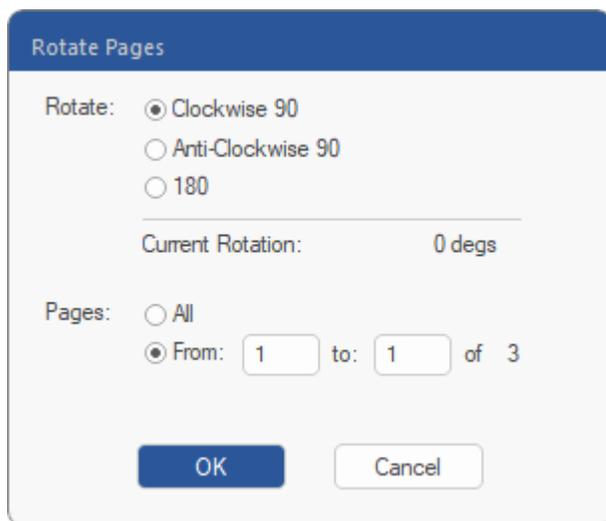 Rotate Pages
Rotate: Clockwise 90
Anti-Clockwise 90
180
Current Rotation: 0 degs
Pages: All
From: 1 to: 1 of 3
OK Cancel